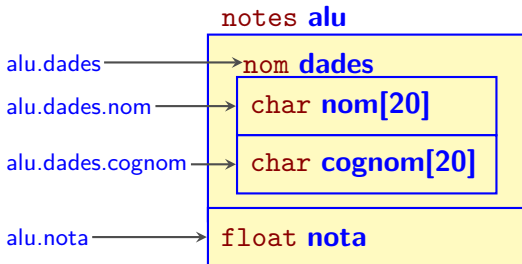 notes alu
alu.dades nom dades
alu.dades.nom char nom[20]
alu.dades.cognom char cognom[20]
alu.nota float nota